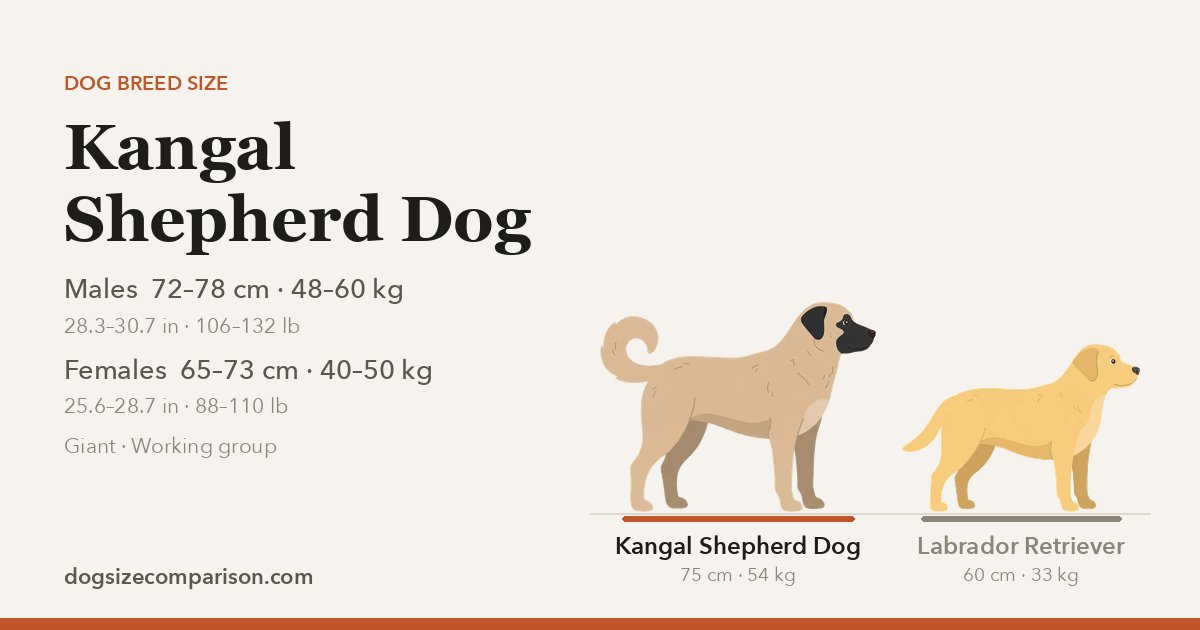 DOG BREED SIZE
Kangal
Shepherd Dog
Males 72–78 cm · 48–60 kg
28.3–30.7 in · 106–132 lb
Females 65–73 cm · 40–50 kg
25.6–28.7 in · 88–110 lb
Giant · Working group
dogsizecomparison.com
Kangal Shepherd Dog
75 cm · 54 kg
Labrador Retriever
60 cm · 33 kg